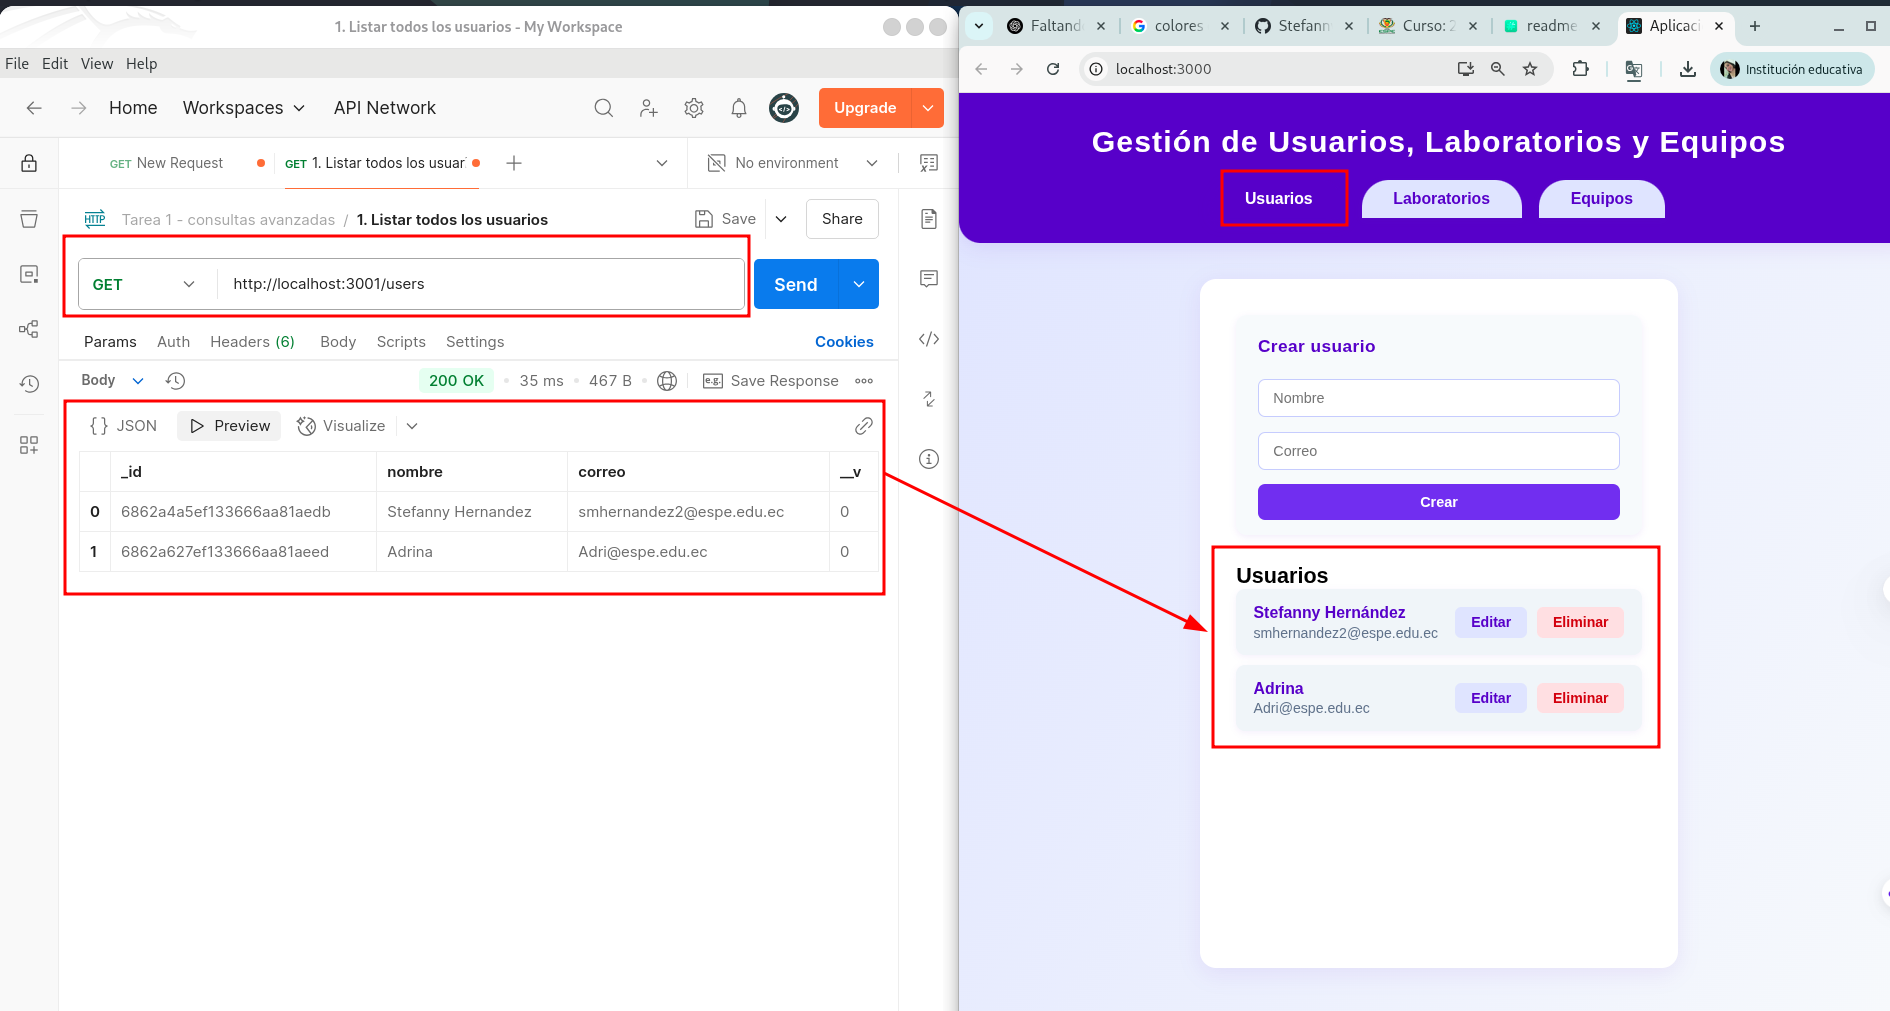 1. Listar todos los usuarios - My Workspace
File Edit View Help
Home Workspaces API Network Upgrade
GET New Request GET 1. Listar todos los usuar No environment
HTTP Tarea 1 - consultas avanzadas / 1. Listar todos los usuarios Save Share
GET http://localhost:3001/users Send
Params Auth Headers (6) Body Scripts Settings Cookies
Body 200 OK 35 ms 467 B e.g. Save Response
{} JSON Preview Visualize
_id nombre correo __v
0 6862a4a5ef133666aa81aedb Stefanny Hernandez smhernandez2@espe.edu.ec 0
1 6862a627ef133666aa81aeed Adrina Adri@espe.edu.ec 0
Faltand colores Stefann Curso: 2 readme Aplicaci
localhost:3000 Institución educativa
Gestión de Usuarios, Laboratorios y Equipos
Usuarios Laboratorios Equipos
Crear usuario
Nombre
Correo
Crear
Usuarios
Stefanny Hernández
smhernandez2@espe.edu.ec
Editar Eliminar
Adrina
Adri@espe.edu.ec
Editar Eliminar